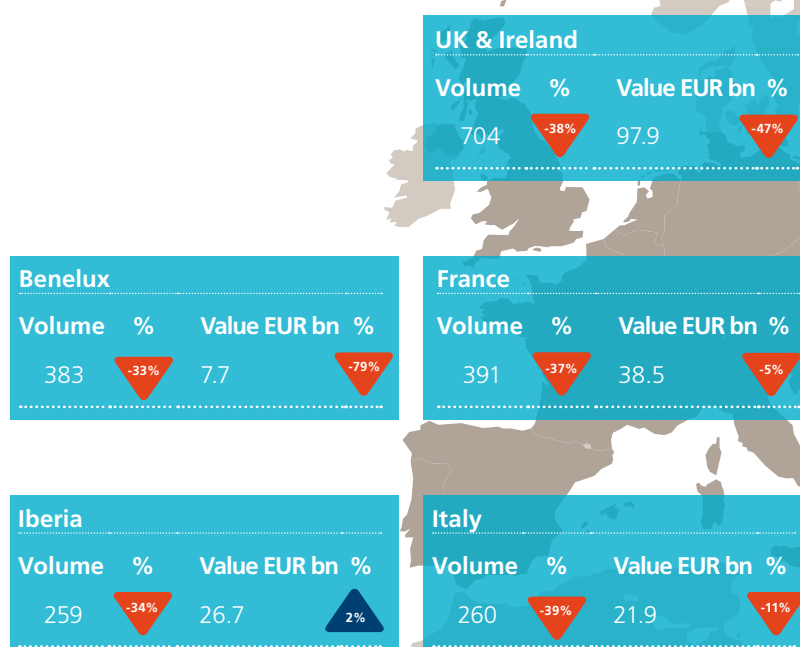 UK & Ireland
Volume % Value EUR bn %
704 -38% 97.9 -47%
Benelux
Volume % Value EUR bn %
383 -33% 7.7 -79%
France
Volume % Value EUR bn %
391 -37% 38.5 -5%
Iberia
Volume % Value EUR bn %
259 -34% 26.7 2%
Italy
Volume % Value EUR bn %
260 -39% 21.9 -11%